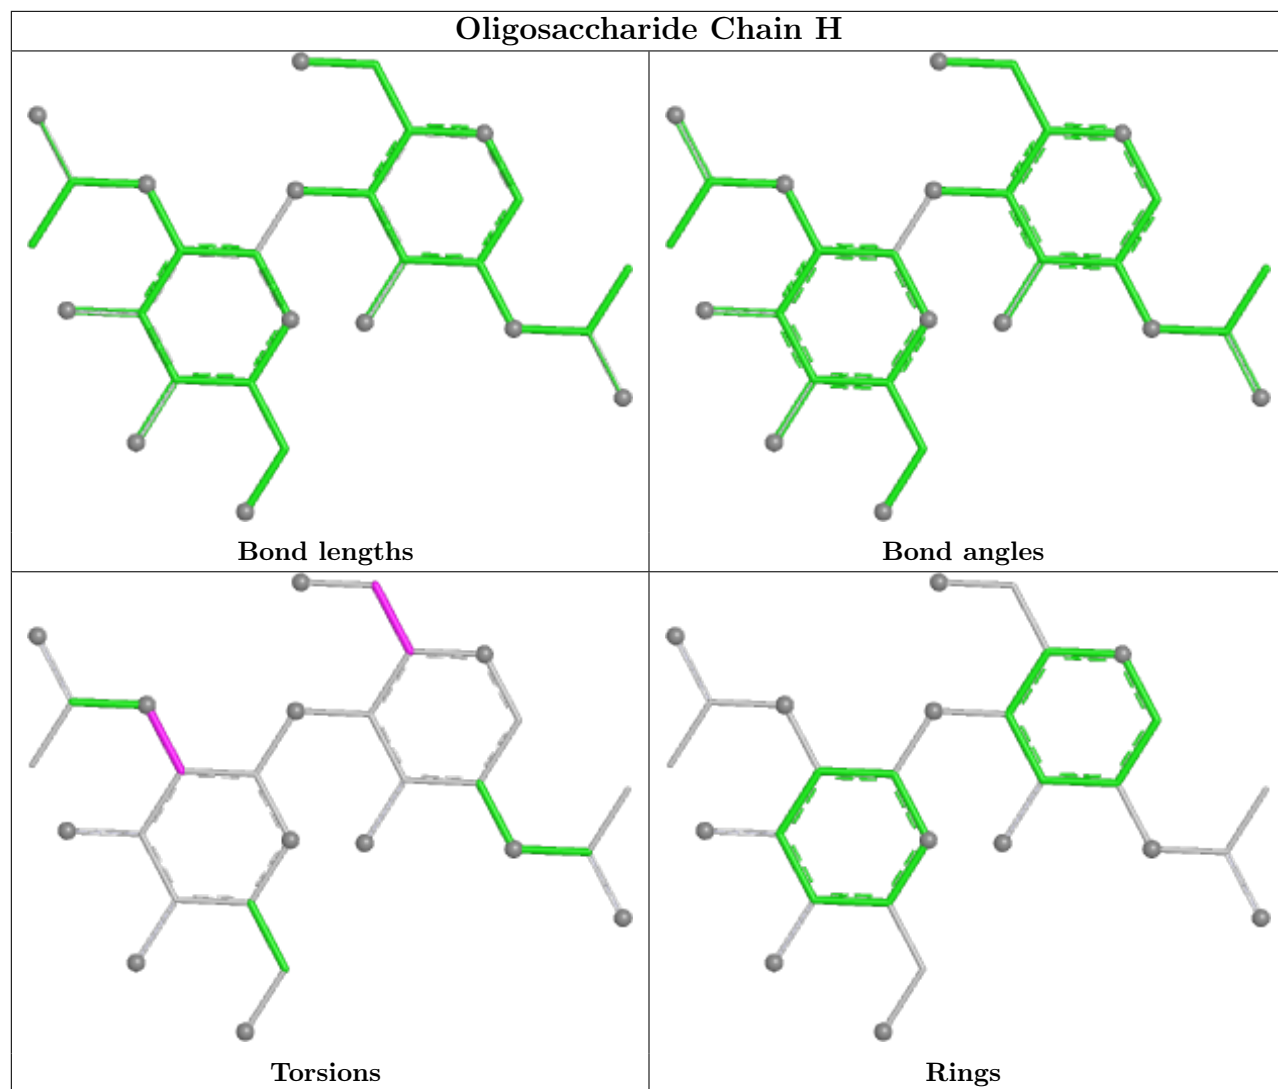 Oligosaccharide Chain H
Bond lengths
Bond angles
Torsions
Rings